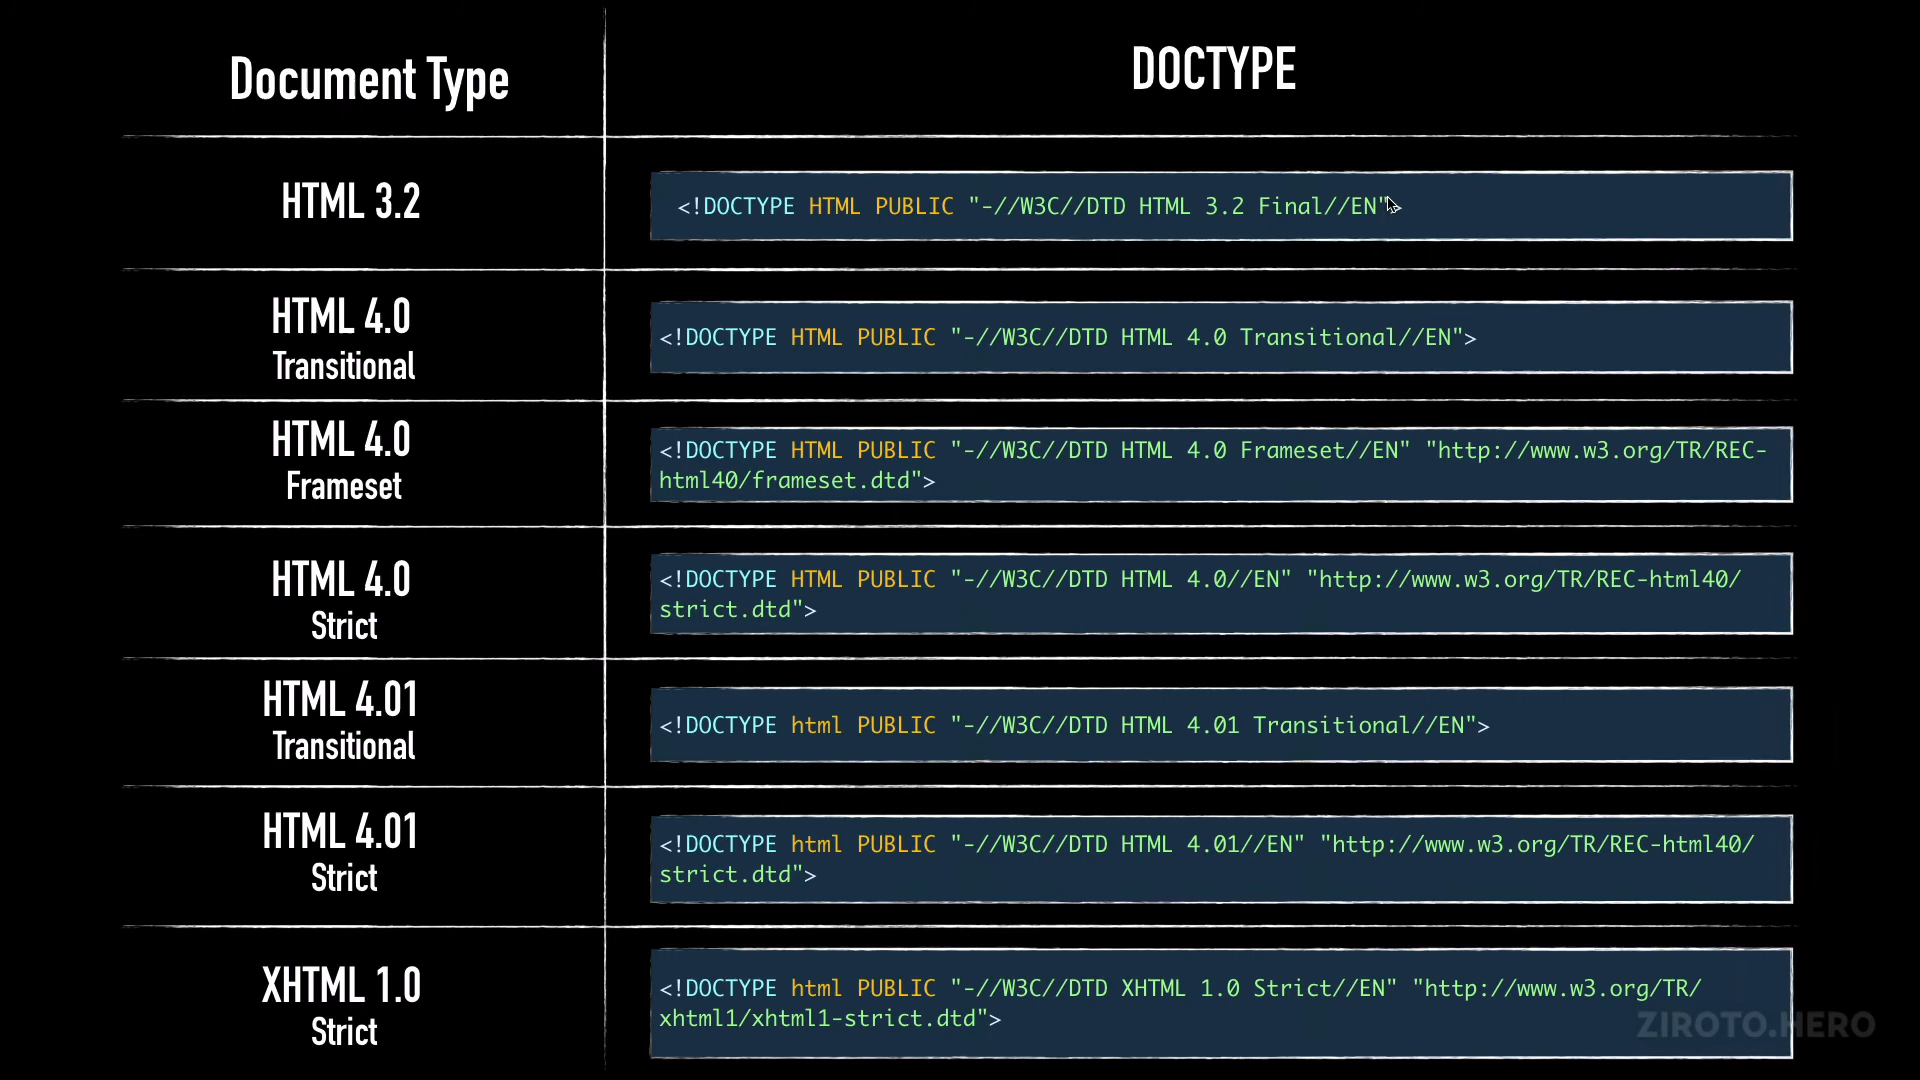 Document Type
DOCTYPE
HTML 3.2
<!DOCTYPE HTML PUBLIC "-//W3C//DTD HTML 3.2 Final//EN">
HTML 4.0
Transitional
<!DOCTYPE HTML PUBLIC "-//W3C//DTD HTML 4.0 Transitional//EN">
HTML 4.0
Frameset
<!DOCTYPE HTML PUBLIC "-//W3C//DTD HTML 4.0 Frameset//EN" "http://www.w3.org/TR/REC-
html40/frameset.dtd">
HTML 4.0
Strict
<!DOCTYPE HTML PUBLIC "-//W3C//DTD HTML 4.0//EN" "http://www.w3.org/TR/REC-html40/
strict.dtd">
HTML 4.01
Transitional
<!DOCTYPE html PUBLIC "-//W3C//DTD HTML 4.01 Transitional//EN">
HTML 4.01
Strict
<!DOCTYPE html PUBLIC "-//W3C//DTD HTML 4.01//EN" "http://www.w3.org/TR/REC-html40/
strict.dtd">
XHTML 1.0
Strict
<!DOCTYPE html PUBLIC "-//W3C//DTD XHTML 1.0 Strict//EN" "http://www.w3.org/TR/
xhtml1/xhtml1-strict.dtd">
ZIROTO.HERO